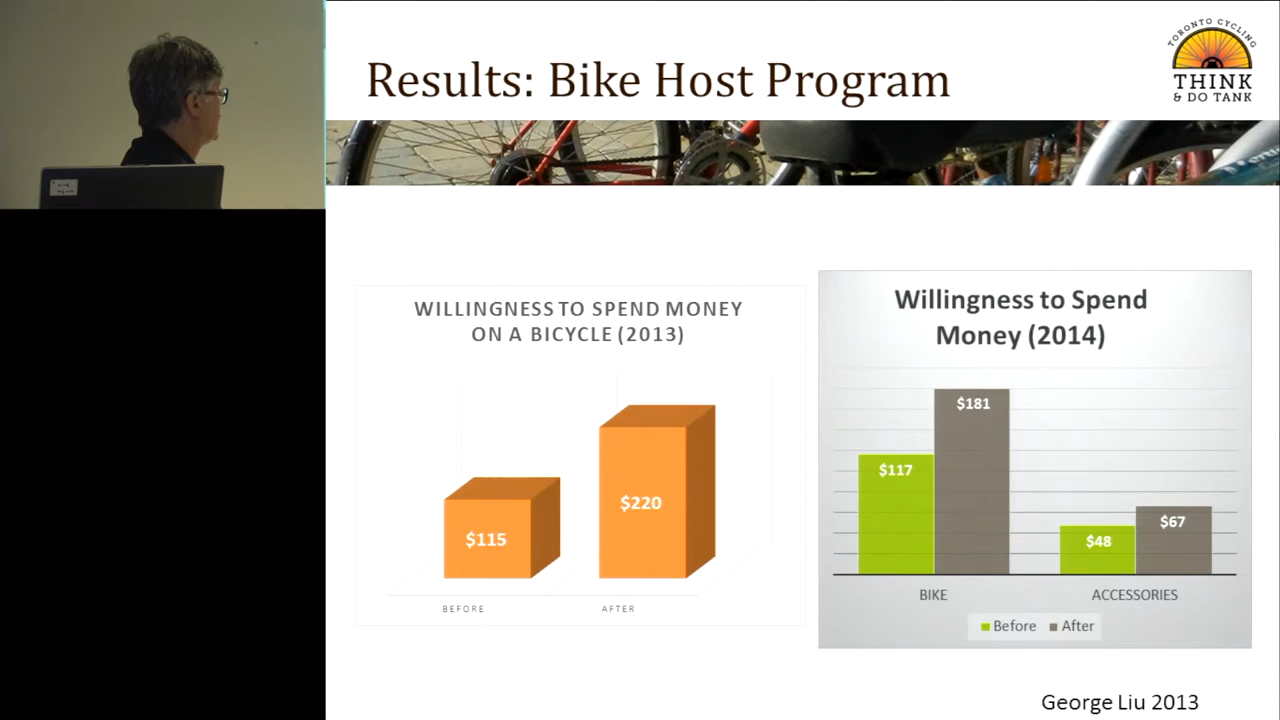 Results: Bike Host Program
TORONTO CYCLING
THINK
& DO TANK
WILLINGNESS TO SPEND MONEY
ON A BICYCLE (2013)
$115
$220
BEFORE
AFTER
Willingness to Spend
Money (2014)
$117
$181
$48
$67
BIKE
ACCESSORIES
Before
After
George Liu 2013